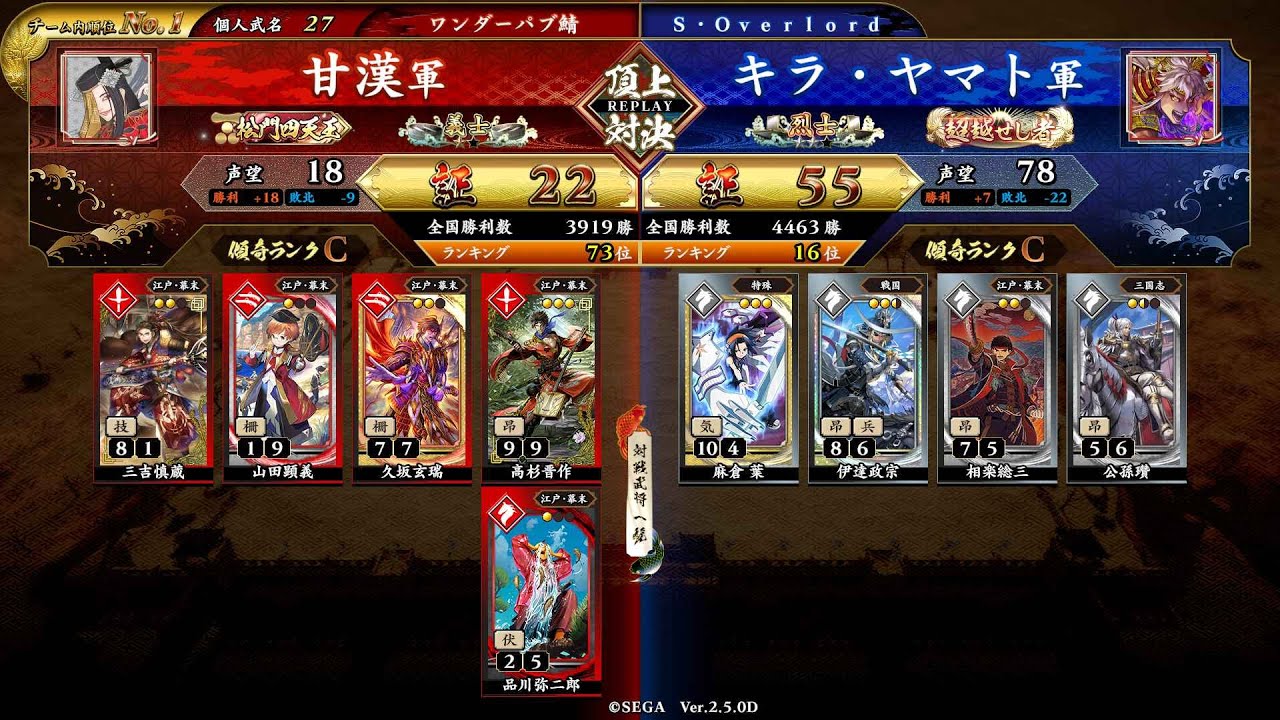 チーム内順位 No.1
個人武名 27
ワンダーパブ鯖
S・Overlord
甘漢軍
頂上
REPLAY
対決
キラ・ヤマト軍
松門四天王
義士
烈士
超越せし者
声望 18
勝利 +18 敗北 -9
証 22
証 55
声望 78
勝利 +7 敗北 -22
全国勝利数 3919勝
全国勝利数 4463勝
傾奇ランク C
ランキング 73位
ランキング 16位
傾奇ランク C
江戸・幕末
技
8 1
三吉慎蔵
江戸・幕末
柵
1 9
山田顕義
江戸・幕末
柵
7 7
久坂玄瑞
江戸・幕末
昂
9 9
高杉晋作
対戦武将一覧
特殊
気
10 4
麻倉 葉
戦国
昂 兵
8 6
伊達政宗
江戸・幕末
昂
7 5
相楽総三
三国志
昂
5 6
公孫瓚
江戸・幕末
伏
2 5
品川弥二郎
©SEGA Ver.2.5.0D